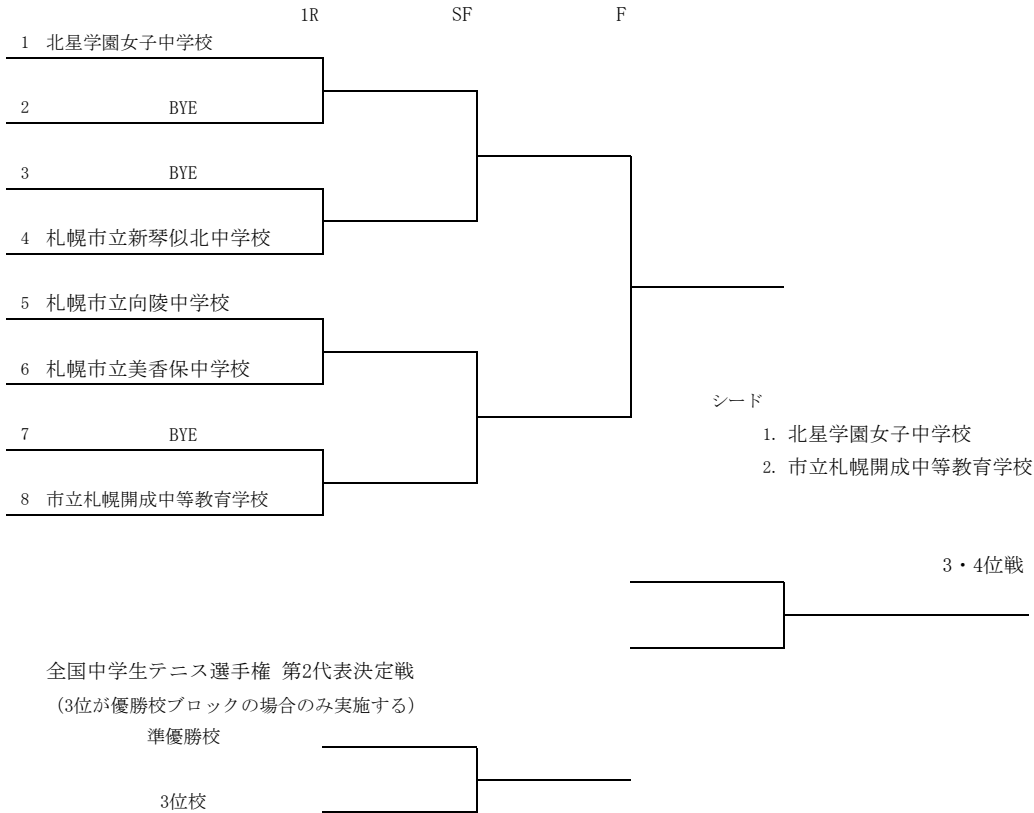 1R SF F
1 北星学園女子中学校
2 BYE
3 BYE
4 札幌市立新琴似北中学校
5 札幌市立向陵中学校
6 札幌市立美香保中学校
シード
7 BYE
1. 北星学園女子中学校
2. 市立札幌開成中等教育学校
8 市立札幌開成中等教育学校
3・4位戦
全国中学生テニス選手権 第2代表決定戦
(3位が優勝校ブロックの場合のみ実施する)
準優勝校
3位校